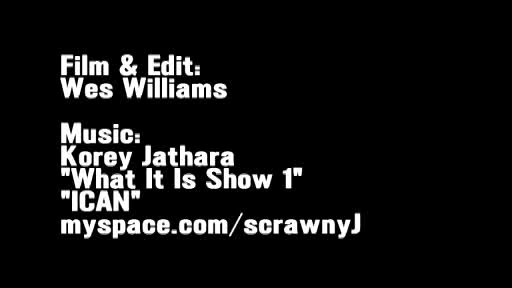 Film & Edit:
Wes Williams
Music:
Korey Jathara
"What It Is Show 1"
"ICAN"
myspace.com/scrawnyJ